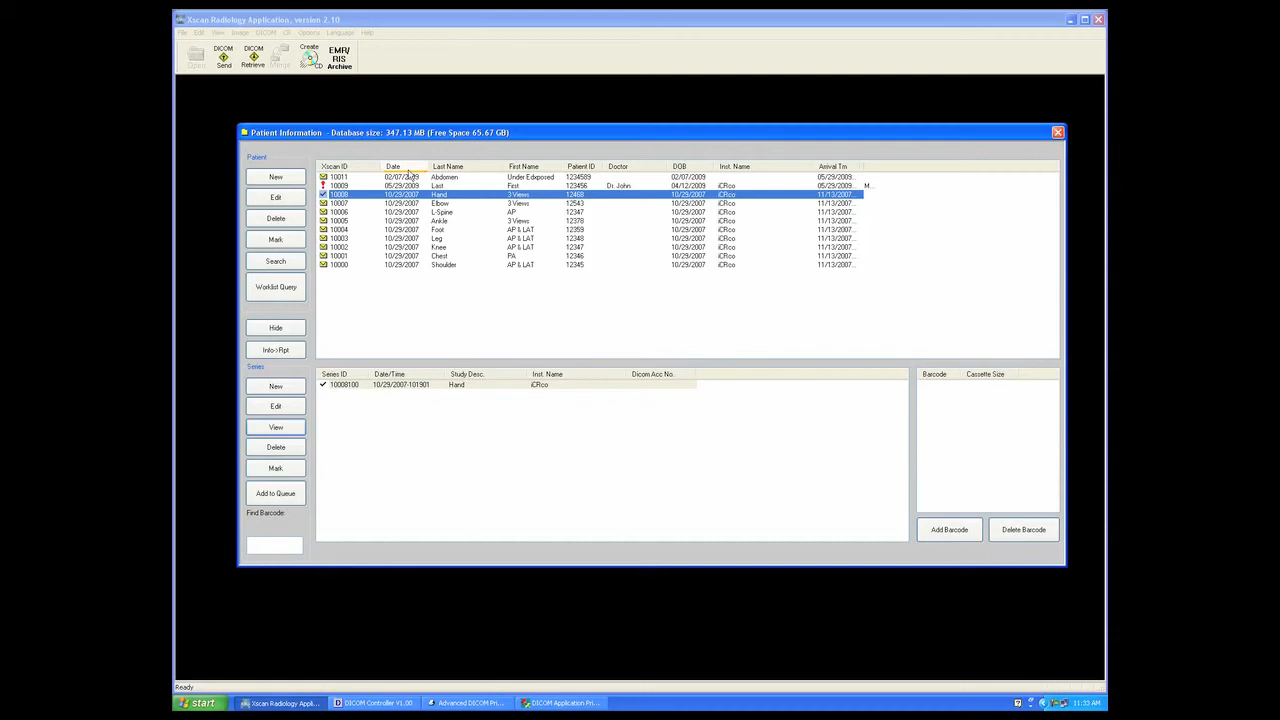 Xscan Radiology Application, version 2.10
File Edit View Image DICOM CR Options Language Help
Open
DICOM Send
DICOM Retrieve
Merge
Create CD
EMR/ RIS Archive
Patient Information - Database size: 347.13 MB (Free Space 65.67 GB)
Patient
New
Edit
Delete
Mark
Search
Worklist Query
Hide
Info->Rpt
Xscan ID Date Last Name First Name Patient ID Doctor DOB Inst. Name Arrival Tm
10011 02/07/2009 Abdomen Under Edxposed 1234589 02/07/2009 05/29/2009...
10009 05/29/2009 Last First 123456 Dr. John 04/12/2009 iCRco 05/29/2009... M...
10008 10/29/2007 Hand 3 Views 12468 10/29/2007 iCRco 11/13/2007...
10007 10/29/2007 Elbow 3 Views 12543 10/29/2007 iCRco 11/13/2007...
10006 10/29/2007 L-Spine AP 12347 10/29/2007 iCRco 11/13/2007...
10005 10/29/2007 Ankle 3 Views 12378 10/29/2007 iCRco 11/13/2007...
10004 10/29/2007 Foot AP & LAT 12359 10/29/2007 iCRco 11/13/2007...
10003 10/29/2007 Leg AP & LAT 12348 10/29/2007 iCRco 11/13/2007...
10002 10/29/2007 Knee AP & LAT 12347 10/29/2007 iCRco 11/13/2007...
10001 10/29/2007 Chest PA 12346 10/29/2007 iCRco 11/13/2007...
10000 10/29/2007 Shoulder AP & LAT 12345 10/29/2007 iCRco 11/13/2007...
Series
New
Edit
View
Delete
Mark
Add to Queue
Find Barcode:
Series ID Date/Time Study Desc. Inst. Name Dicom Acc No.
10008100 10/29/2007-101901 Hand iCRco
Barcode Cassette Size
Add Barcode Delete Barcode
Ready
start Xscan Radiology Appli... DICOM Controller V1.00 Advanced DICOM Pri... DICOM Application Pri... 11:33 AM